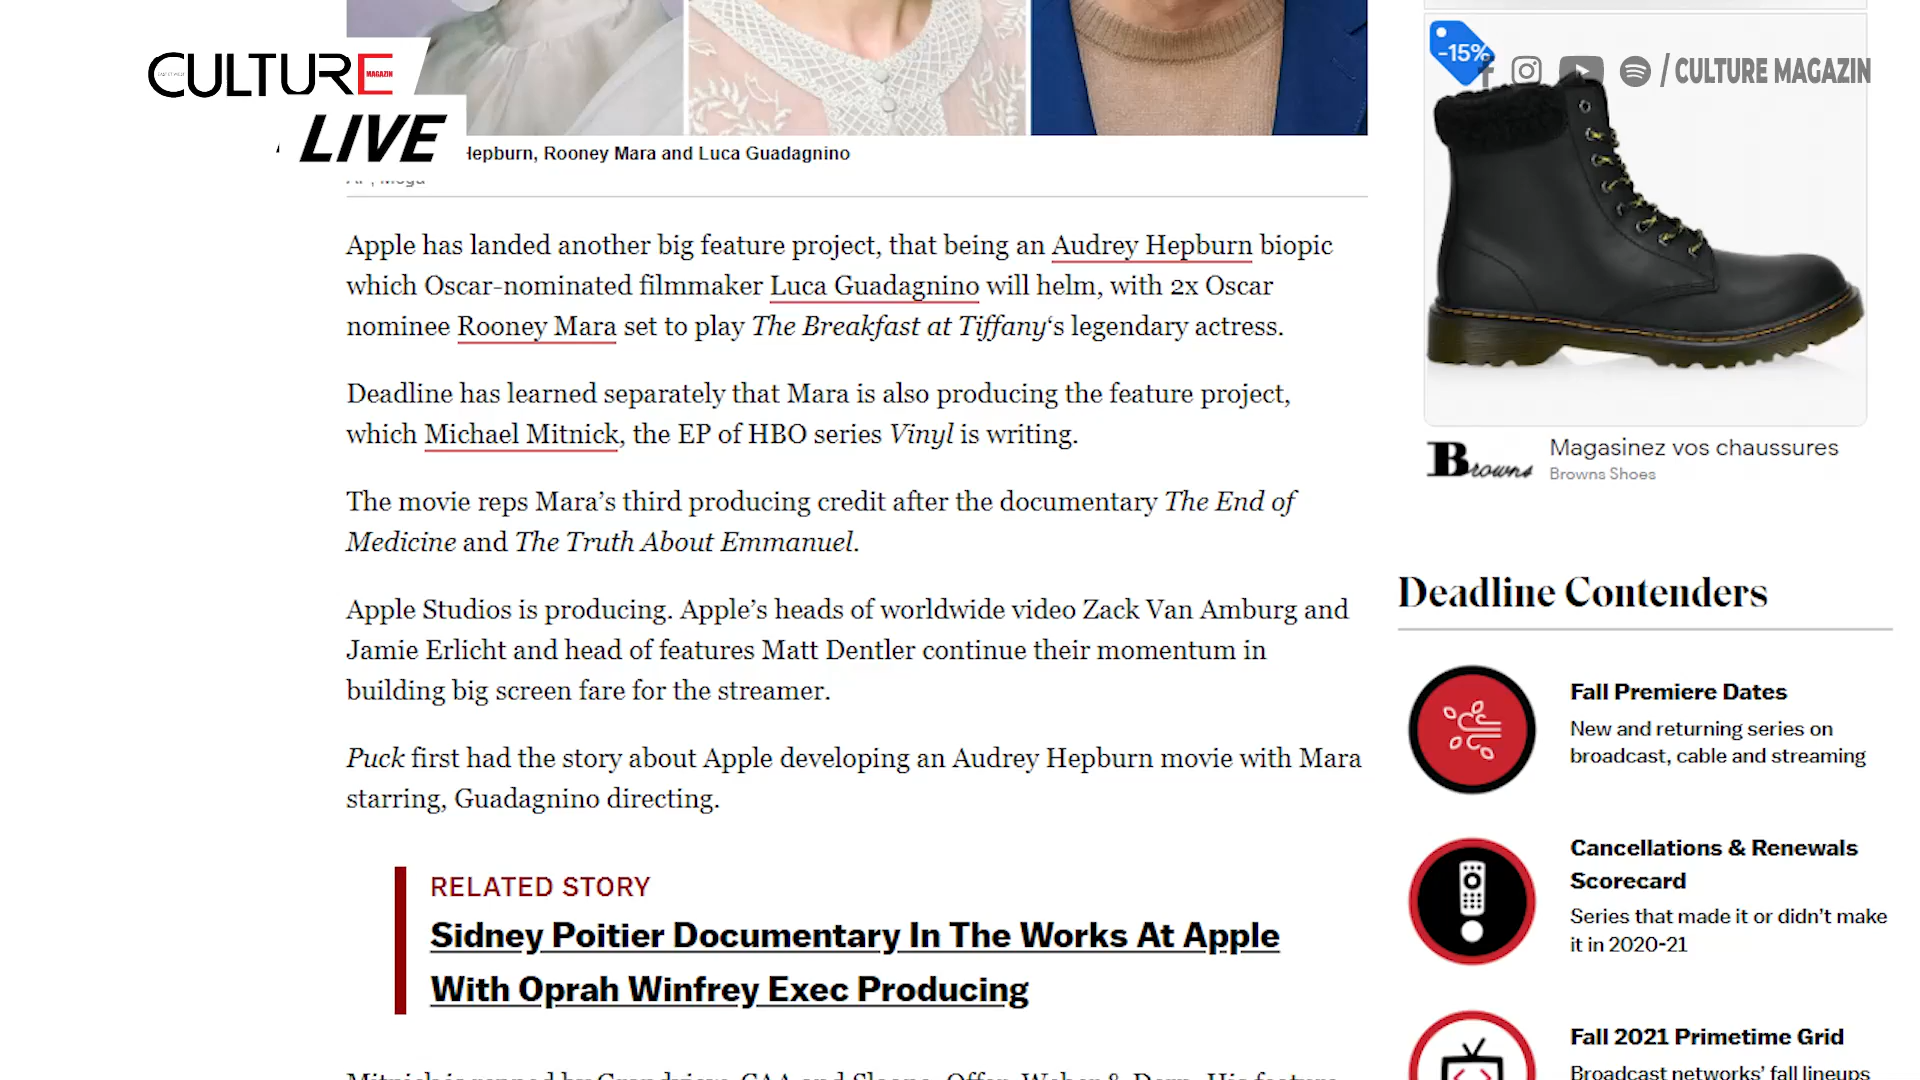 CULTURE
MAGAZIN
LIVE
-15%
/ CULTURE MAGAZIN
Hepburn, Rooney Mara and Luca Guadagnino
Apple has landed another big feature project, that being an Audrey Hepburn biopic
which Oscar-nominated filmmaker Luca Guadagnino will helm, with 2x Oscar
nominee Rooney Mara set to play The Breakfast at Tiffany‘s legendary actress.
Deadline has learned separately that Mara is also producing the feature project,
which Michael Mitnick, the EP of HBO series Vinyl is writing.
The movie reps Mara’s third producing credit after the documentary The End of
Medicine and The Truth About Emmanuel.
Apple Studios is producing. Apple’s heads of worldwide video Zack Van Amburg and
Jamie Erlicht and head of features Matt Dentler continue their momentum in
building big screen fare for the streamer.
Puck first had the story about Apple developing an Audrey Hepburn movie with Mara
starring, Guadagnino directing.
RELATED STORY
Sidney Poitier Documentary In The Works At Apple
With Oprah Winfrey Exec Producing
Browns
Magasinez vos chaussures
Browns Shoes
Deadline Contenders
Fall Premiere Dates
New and returning series on
broadcast, cable and streaming
Cancellations & Renewals
Scorecard
Series that made it or didn’t make
it in 2020-21
Fall 2021 Primetime Grid
Broadcast networks’ fall lineups